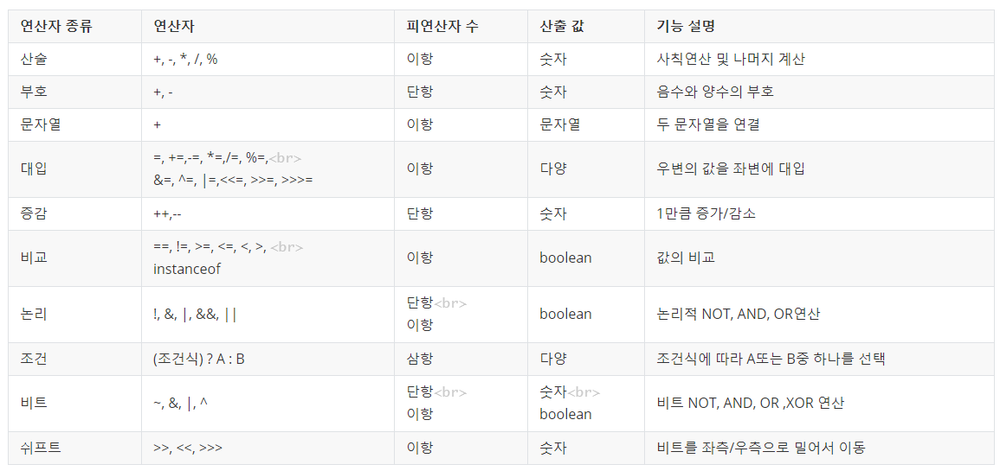 연산자 종류 연산자 피연산자 수 산출 값 기능 설명
산술 +, -, *, /, % 이항 숫자 사칙연산 및 나머지 계산
부호 +, - 단항 숫자 음수와 양수의 부호
문자열 + 이항 문자열 두 문자열을 연결
대입 =, +=,-=, *=,/=, %=,<br> 이항 다양 우변의 값을 좌변에 대입
&=, ^=, |=,<<=, >>=, >>>=
증감 ++,-- 단항 숫자 1만큼 증가/감소
비교 ==, !=, >=, <=, <, >, <br> 이항 boolean 값의 비교
instanceof
논리 !, &, |, &&, || 단항<br> boolean 논리적 NOT, AND, OR연산
이항
조건 (조건식) ? A : B 삼항 다양 조건식에 따라 A또는 B중 하나를 선택
비트 ~, &, |, ^ 단항<br> 숫자<br> 비트 NOT, AND, OR ,XOR 연산
이항 boolean
쉬프트 >>, <<, >>> 이항 숫자 비트를 좌측/우측으로 밀어서 이동